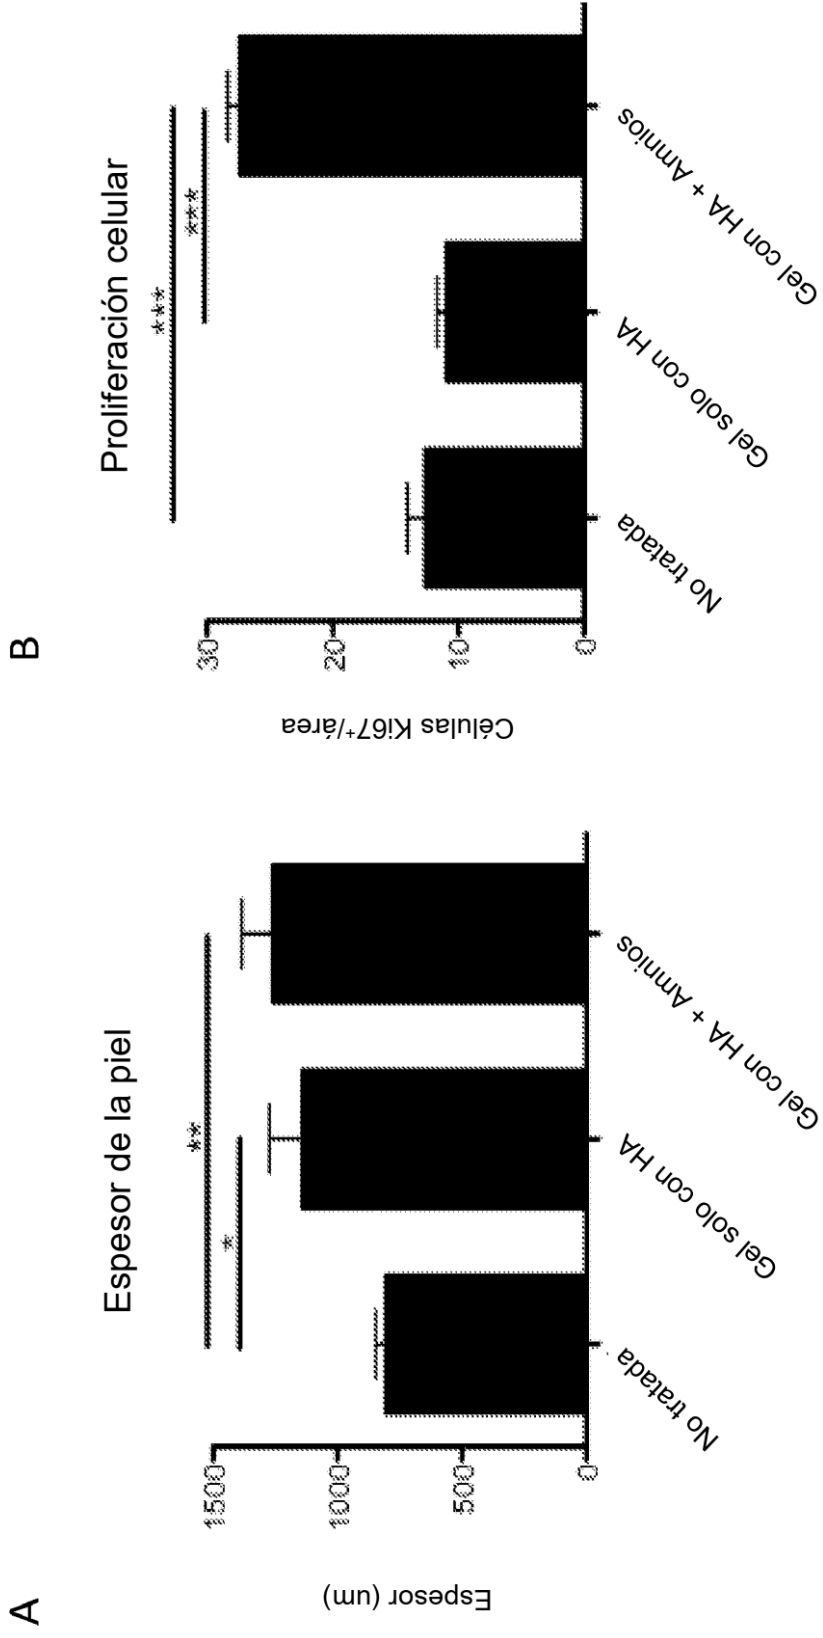 A
Espesor de la piel
**
*
Espesor (um)
1500
1000
500
0
No tratada
Gel solo con HA
Gel con HA + Amnios
B
Proliferación celular
***
***
Células Ki67⁺/área
30
20
10
0
No tratada
Gel solo con HA
Gel con HA + Amnios